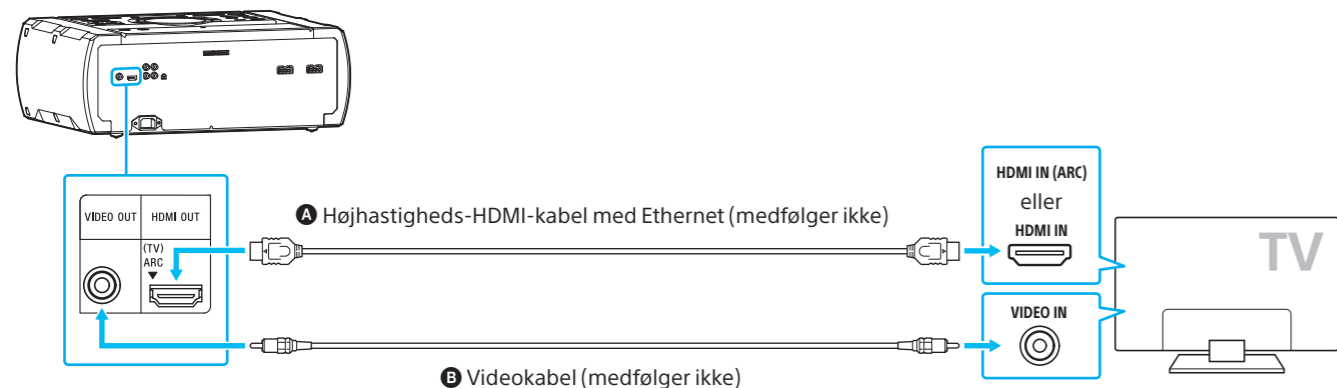 VIDEO OUT
HDMI OUT
(TV)
ARC
A Højhastigheds-HDMI-kabel med Ethernet (medfølger ikke)
HDMI IN (ARC)
eller
HDMI IN
TV
VIDEO IN
B Videokabel (medfølger ikke)